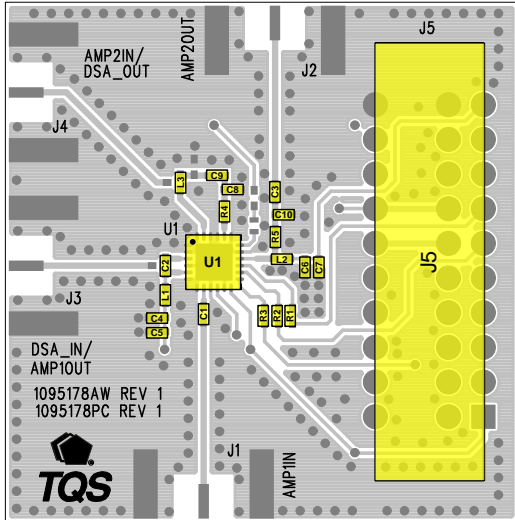 J5
AMP2IN/
DSA_OUT
AMP2OUT
J2
J4
L3
C9
C8
C3
R4
C10
U1
R5
U1
J5
C2
L2
C6
C7
J3
L1
C1
R3
R2
R1
C4
C5
DSA_IN/
AMP1OUT
1095178AW REV 1
1095178PC REV 1
J1
AMP1IN
TQS